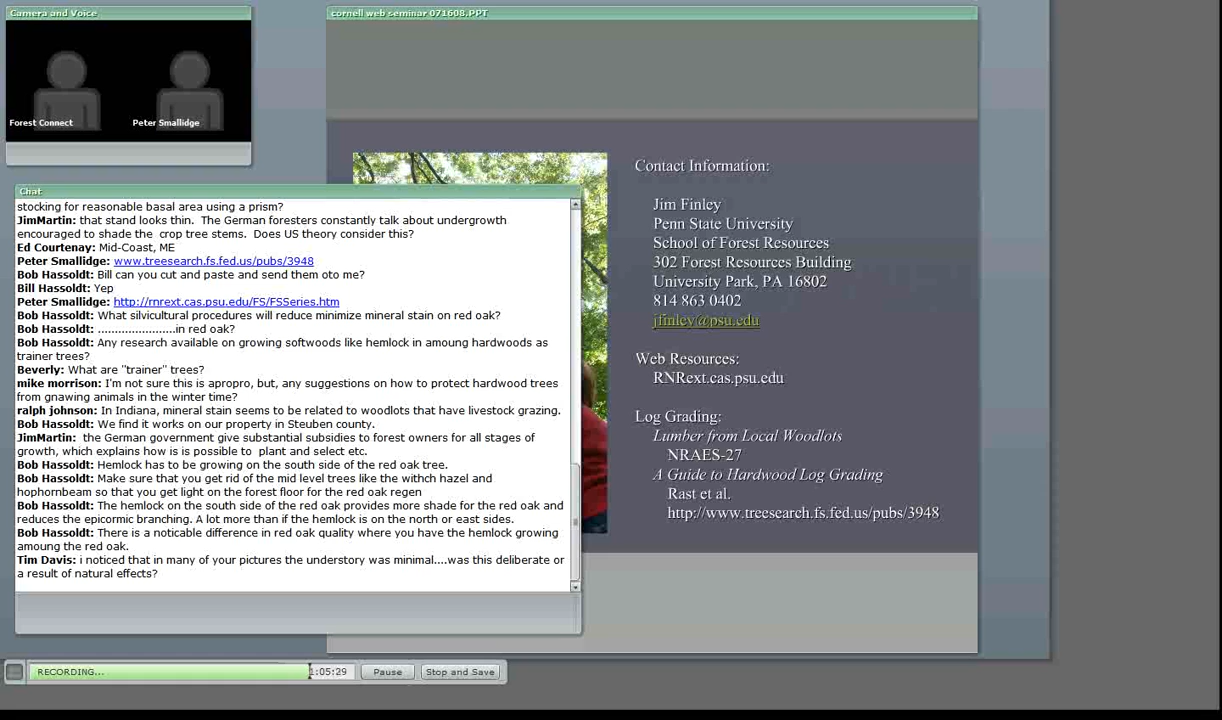 Camera and Voice
cornell web seminar 071608.PPT
Forest Connect
Peter Smallidge
Chat
stocking for reasonable basal area using a prism?
JimMartin: that stand looks thin. The German foresters constantly talk about undergrowth
encouraged to shade the crop tree stems. Does US theory consider this?
Ed Courtenay: Mid-Coast, ME
Peter Smallidge: www.treesearch.fs.fed.us/pubs/3948
Bob Hassoldt: Bill can you cut and paste and send them oto me?
Bill Hassoldt: Yep
Peter Smallidge: http://rnrext.cas.psu.edu/FS/FSSeries.htm
Bob Hassoldt: What silvicultural procedures will reduce minimize mineral stain on red oak?
Bob Hassoldt: .......................in red oak?
Bob Hassoldt: Any research available on growing softwoods like hemlock in amoung hardwoods as
trainer trees?
Beverly: What are "trainer" trees?
mike morrison: I'm not sure this is apropro, but, any suggestions on how to protect hardwood trees
from gnawing animals in the winter time?
ralph johnson: In Indiana, mineral stain seems to be related to woodlots that have livestock grazing.
Bob Hassoldt: We find it works on our property in Steuben county.
JimMartin: the German government give substantial subsidies to forest owners for all stages of
growth, which explains how is is possible to plant and select etc.
Bob Hassoldt: Hemlock has to be growing on the south side of the red oak tree.
Bob Hassoldt: Make sure that you get rid of the mid level trees like the withch hazel and
hophornbeam so that you get light on the forest floor for the red oak regen
Bob Hassoldt: The hemlock on the south side of the red oak provides more shade for the red oak and
reduces the epicormic branching. A lot more than if the hemlock is on the north or east sides.
Bob Hassoldt: There is a noticable difference in red oak quality where you have the hemlock growing
amoung the red oak.
Tim Davis: i noticed that in many of your pictures the understory was minimal....was this deliberate or
a result of natural effects?
Contact Information:
Jim Finley
Penn State University
School of Forest Resources
302 Forest Resources Building
University Park, PA 16802
814 863 0402
jfinley@psu.edu
Web Resources:
RNRext.cas.psu.edu
Log Grading:
Lumber from Local Woodlots
NRAES-27
A Guide to Hardwood Log Grading
Rast et al.
http://www.treesearch.fs.fed.us/pubs/3948
RECORDING...
1:05:29
Pause
Stop and Save